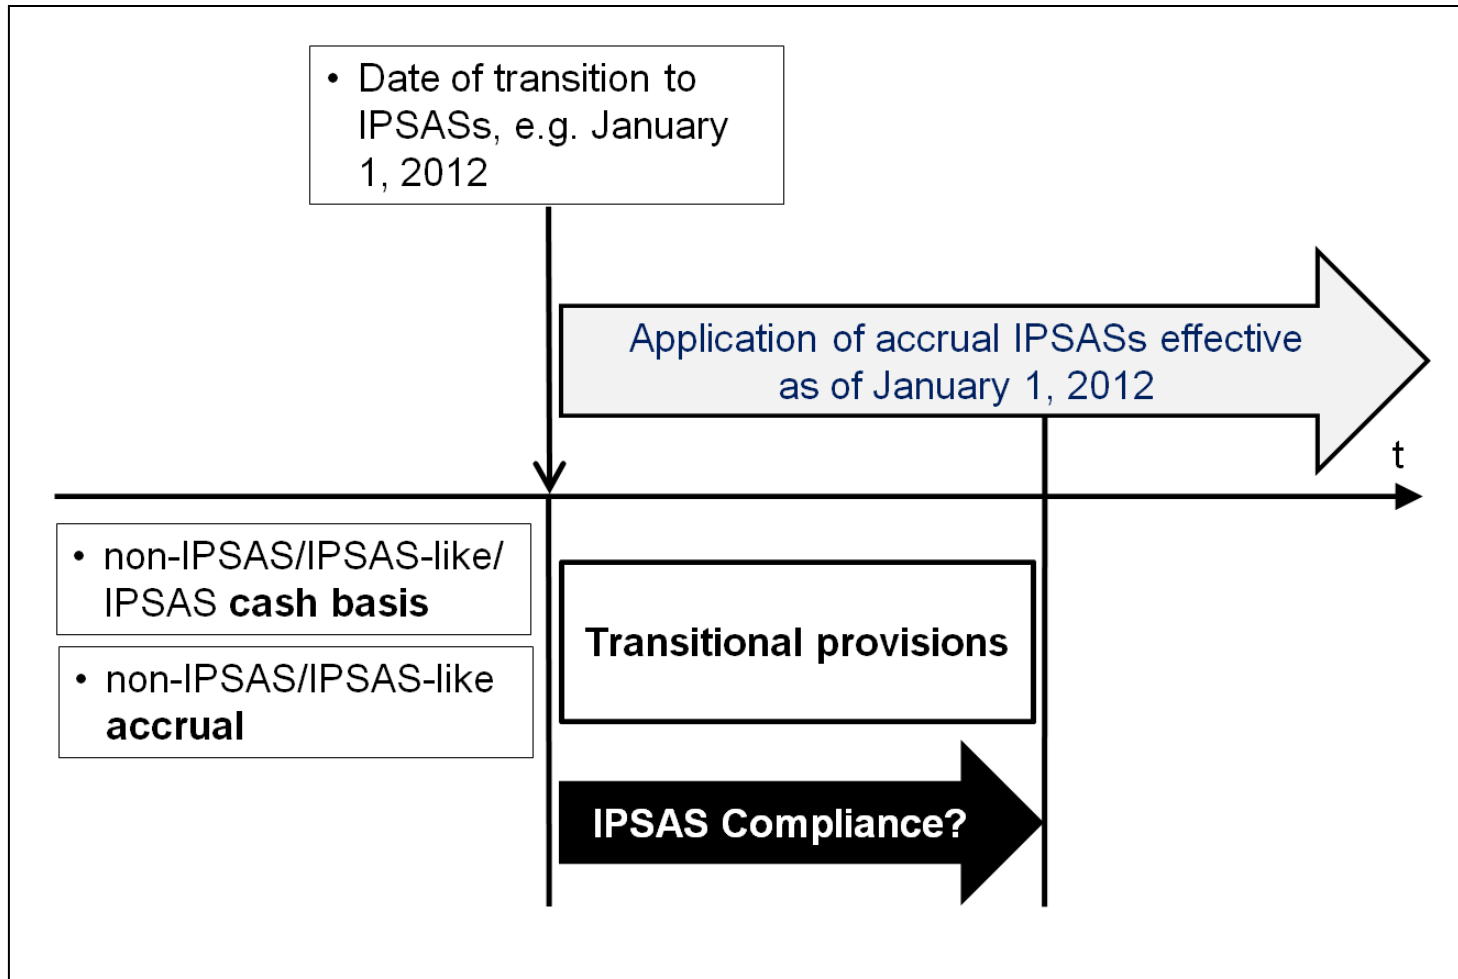 • Date of transition to
IPSASs, e.g. January
1, 2012
Application of accrual IPSASs effective
as of January 1, 2012
t
• non-IPSAS/IPSAS-like/
IPSAS cash basis
• non-IPSAS/IPSAS-like
accrual
Transitional provisions
IPSAS Compliance?